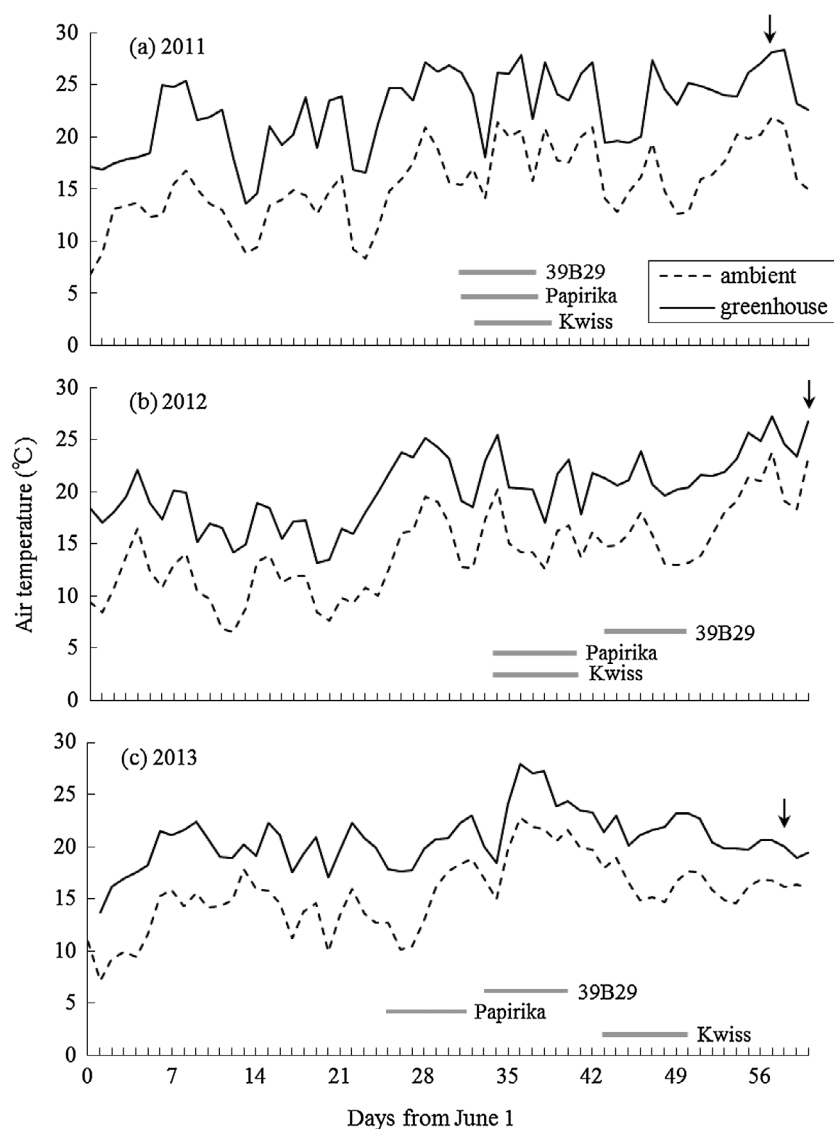 30
(a) 2011
25
20
15
10
39B29
5
Papirika
Kwiss
0
ambient
greenhouse
Air temperature (℃)
30
(b) 2012
25
20
15
10
39B29
5
Papirika
Kwiss
0
30
(c) 2013
25
20
15
10
39B29
5
Papirika
Kwiss
0
0 7 14 21 28 35 42 49 56
Days from June 1